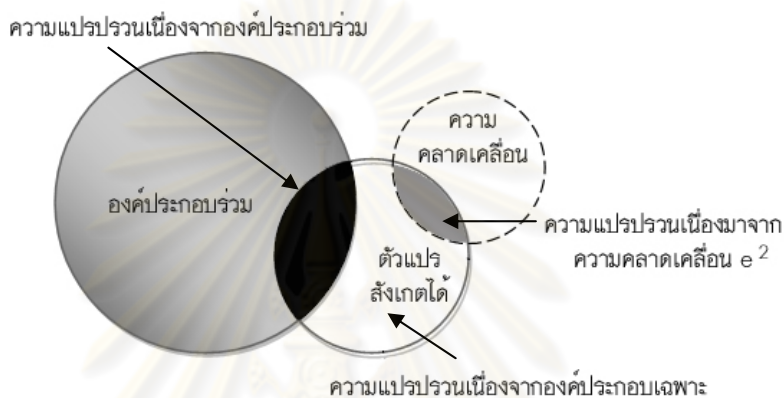 ความแปรปรวนเนื่องจากองค์ประกอบร่วม
ความ
คลาดเคลื่อน
องค์ประกอบร่วม
ความแปรปรวนเนื่องมาจาก
ความคลาดเคลื่อน e²
ตัวแปร
สังเกตได้
ความแปรปรวนเนื่องจากองค์ประกอบเฉพาะ